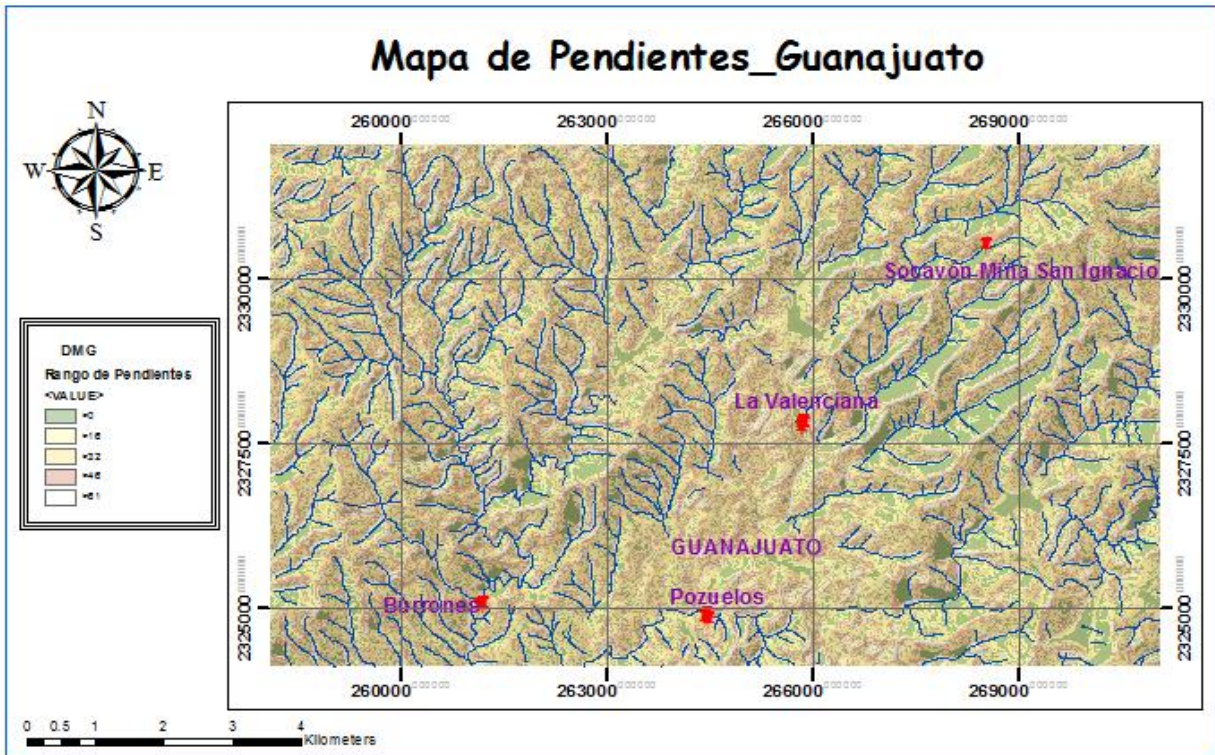 Mapa de Pendientes_Guanajuato
N
W E
S
260000 263000 266000 269000
2330000 2330000
2327500 2327500
2325000 2325000
Socavon-Mina San Ignacio
La Valenciana
GUANAJUATO
Burrones
Pozuelos
260000 263000 266000 269000
DMG
Rango de Pendientes
<VALUE>
0 0.5 1 2 3 4
Kilometers